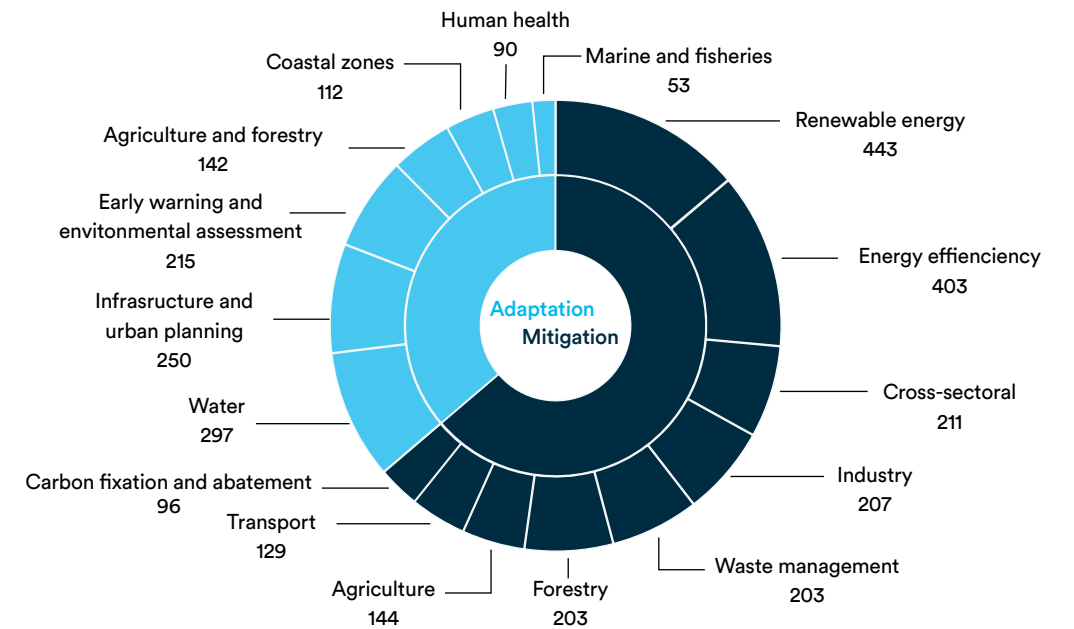 Human health
90
Marine and fisheries
53
Coastal zones
112
Renewable energy
443
Agriculture and forestry
142
Early warning and
envitonmental assessment
215
Energy effienciency
403
Infrasructure and
urban planning
250
Adaptation
Mitigation
Cross-sectoral
211
Water
297
Industry
207
Carbon fixation and abatement
96
Transport
129
Waste management
203
Agriculture
144
Forestry
203